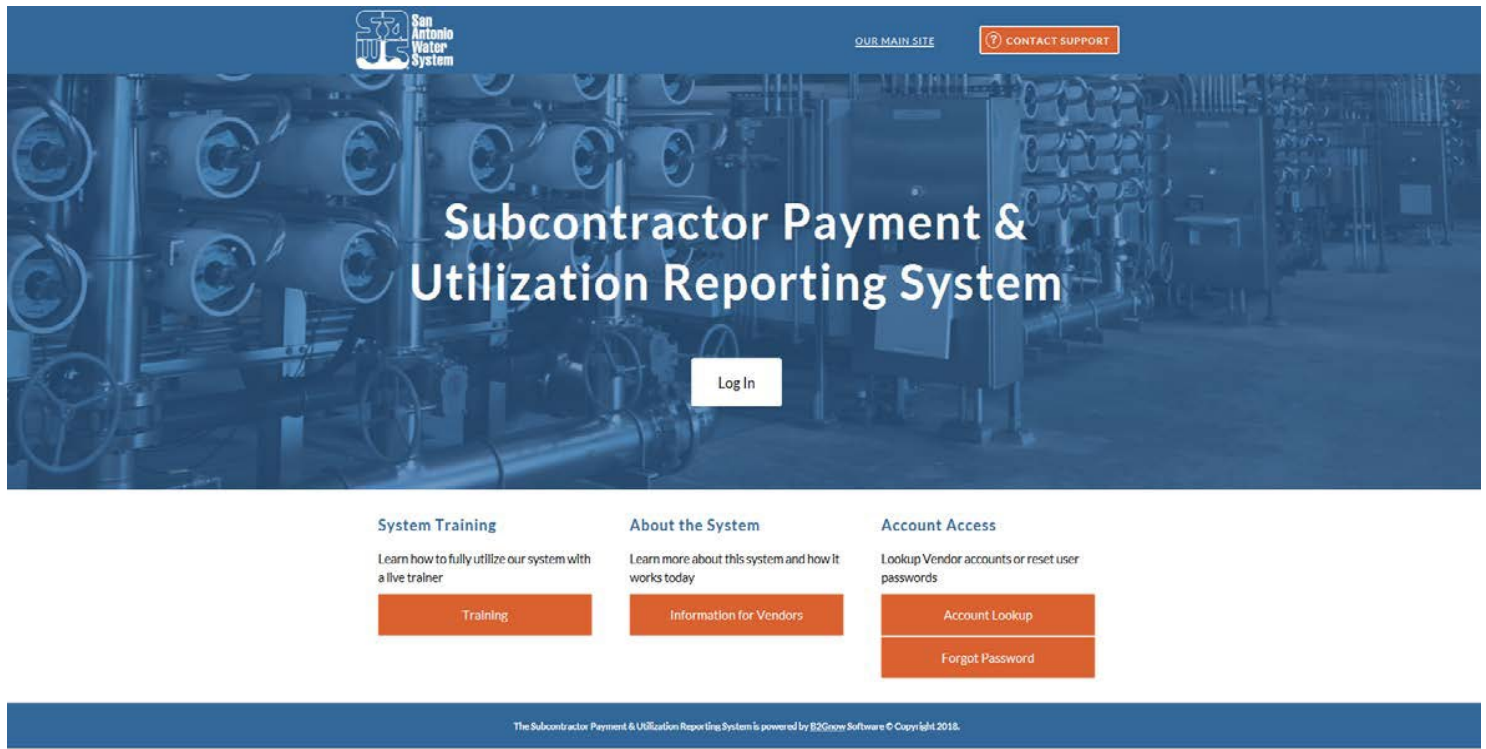 San
Antonio
Water
System
OUR MAIN SITE
? CONTACT SUPPORT
Subcontractor Payment &
Utilization Reporting System
Log In
System Training
Learn how to fully utilize our system with
a live trainer
Training
About the System
Learn more about this system and how it
works today
Information for Vendors
Account Access
Lookup Vendor accounts or reset user
passwords
Account Lookup
Forgot Password
The Subcontractor Payment & Utilization Reporting System is powered by B2Gnow Software © Copyright 2018.